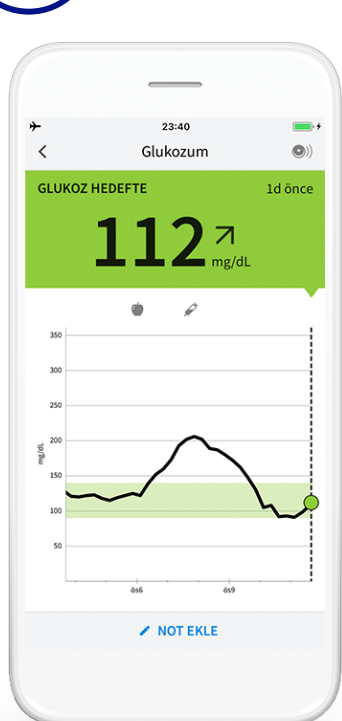 23:40
Glukozum
GLUKOZ HEDEFTE 1d önce
112
mg/dL
350
300
250
200
mg/dL
150
100
50
ös6 ös9
NOT EKLE